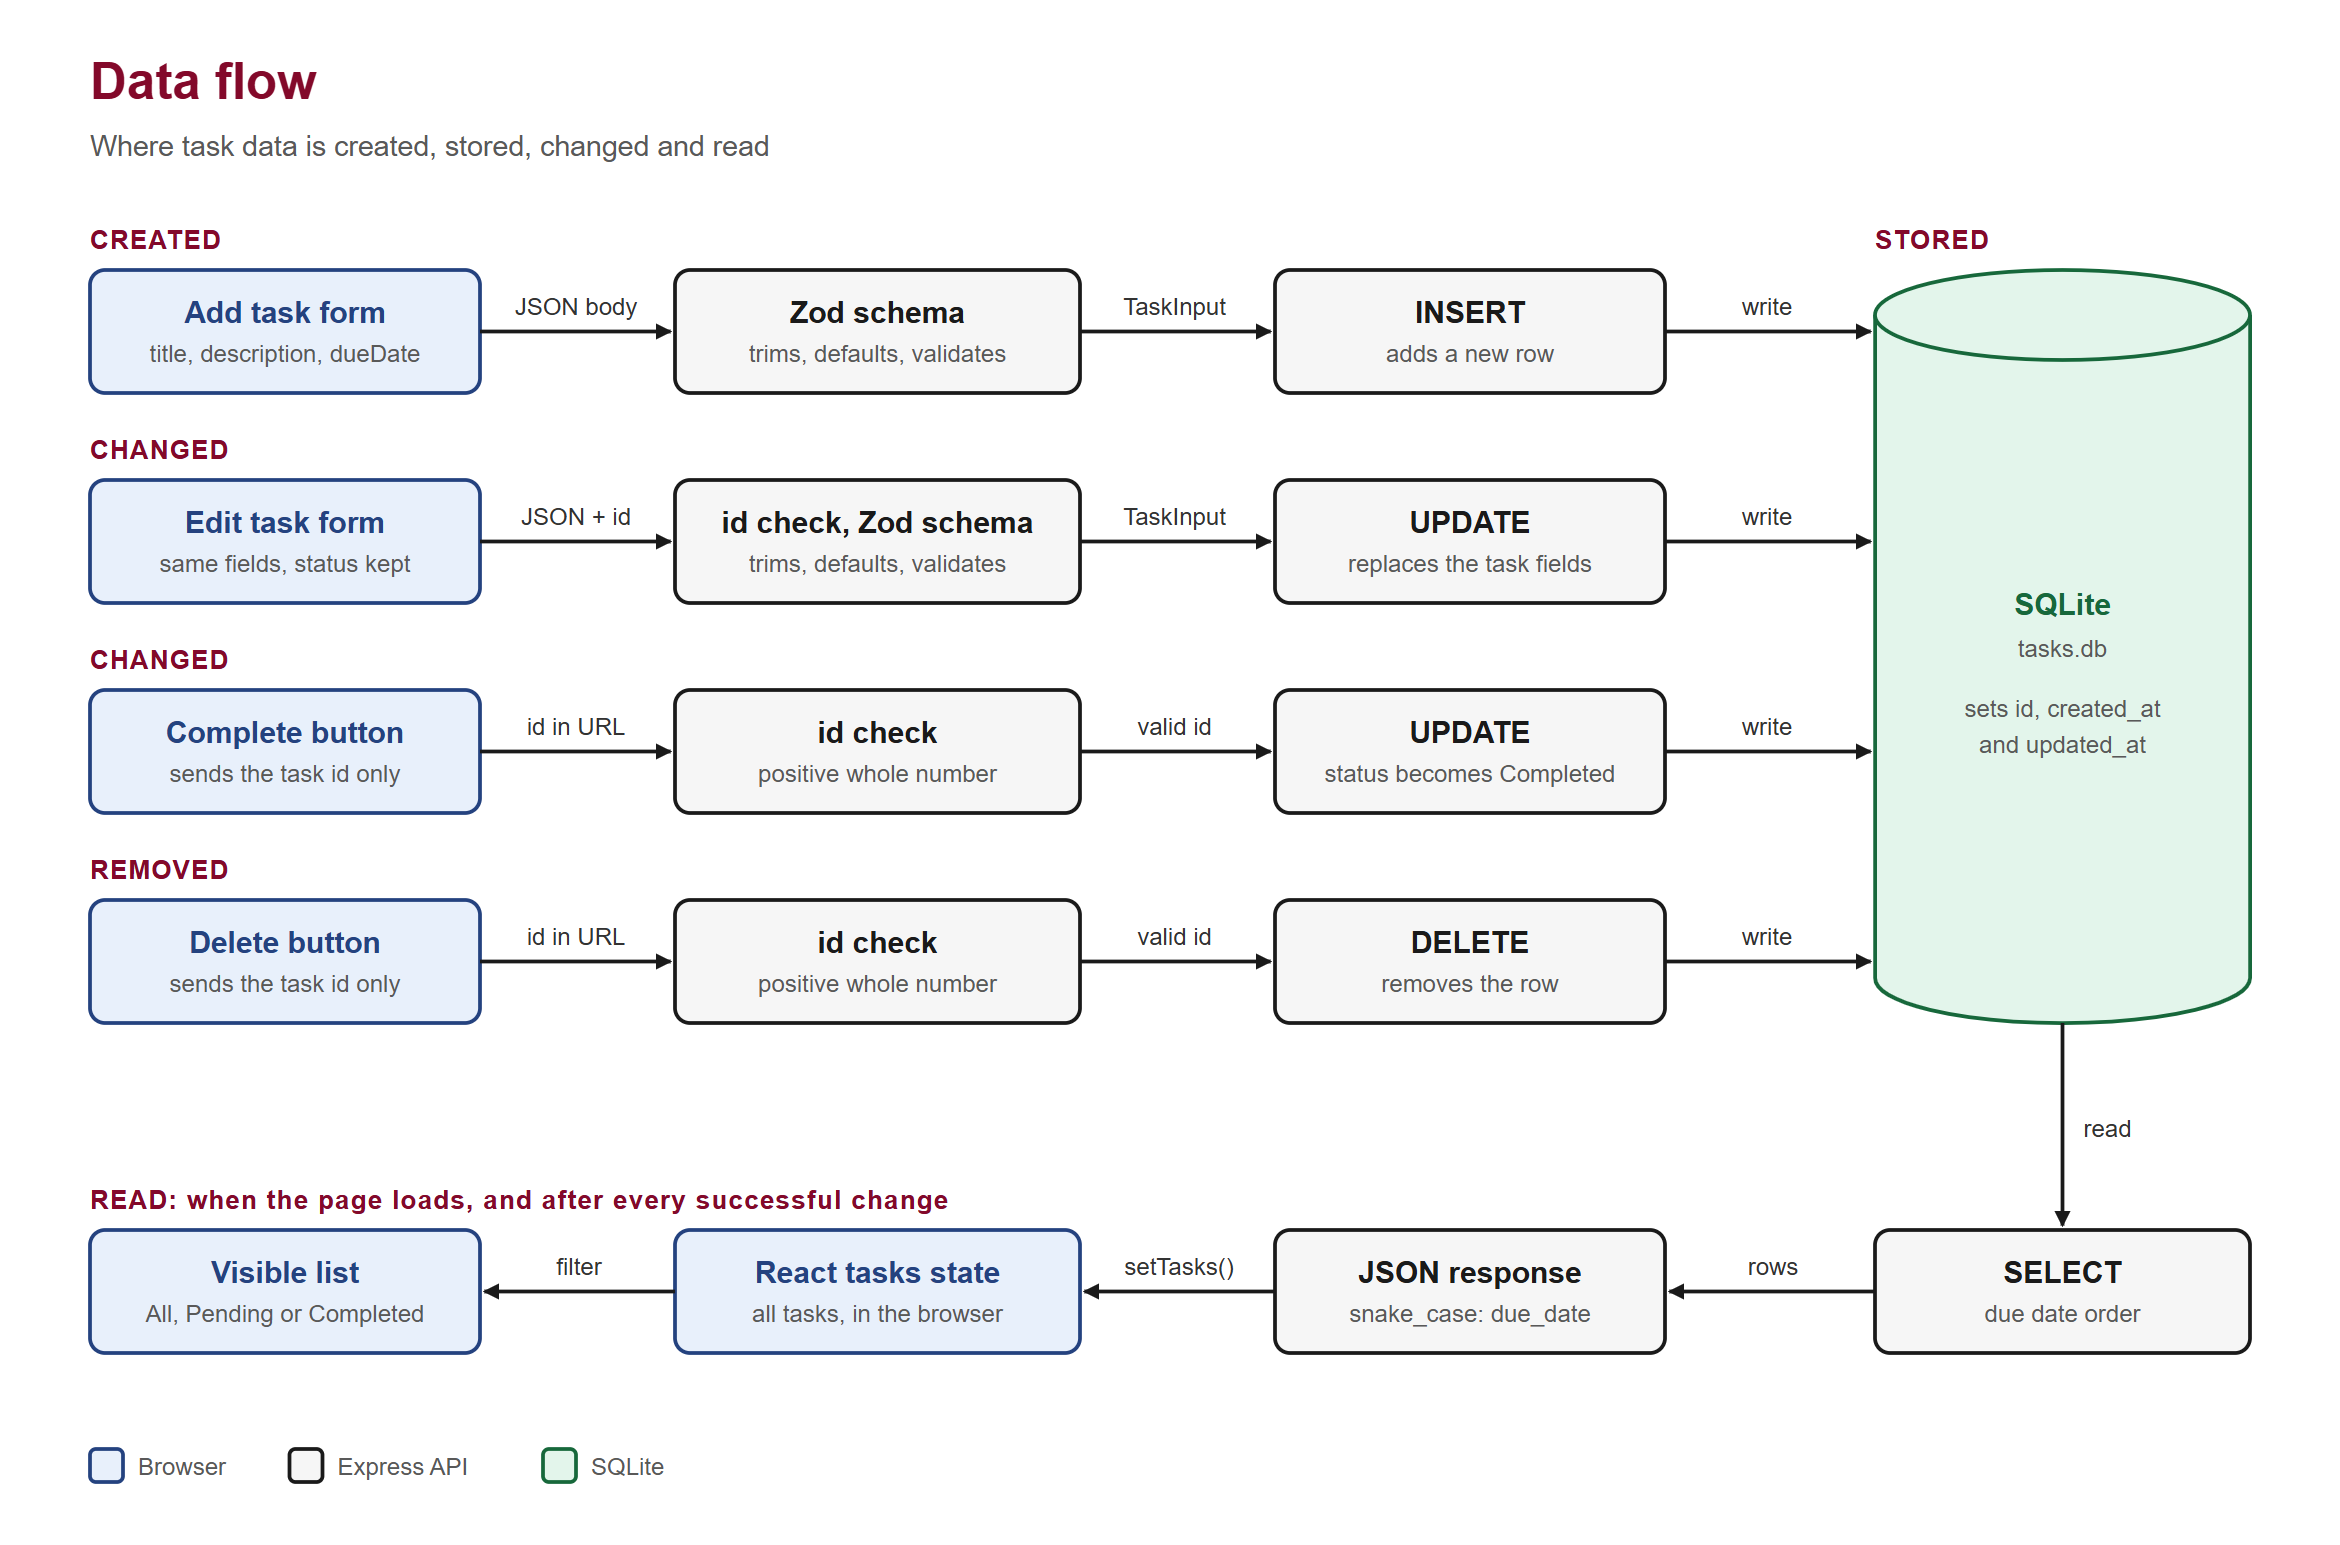 Data flow
Where task data is created, stored, changed and read
CREATED
STORED
Add task form
title, description, dueDate
JSON body
Zod schema
trims, defaults, validates
TaskInput
INSERT
adds a new row
write
CHANGED
Edit task form
same fields, status kept
JSON + id
id check, Zod schema
trims, defaults, validates
TaskInput
UPDATE
replaces the task fields
write
SQLite
tasks.db
sets id, created_at
and updated_at
CHANGED
Complete button
sends the task id only
id in URL
id check
positive whole number
valid id
UPDATE
status becomes Completed
write
REMOVED
Delete button
sends the task id only
id in URL
id check
positive whole number
valid id
DELETE
removes the row
write
read
READ: when the page loads, and after every successful change
Visible list
All, Pending or Completed
filter
React tasks state
all tasks, in the browser
setTasks()
JSON response
snake_case: due_date
rows
SELECT
due date order
Browser
Express API
SQLite